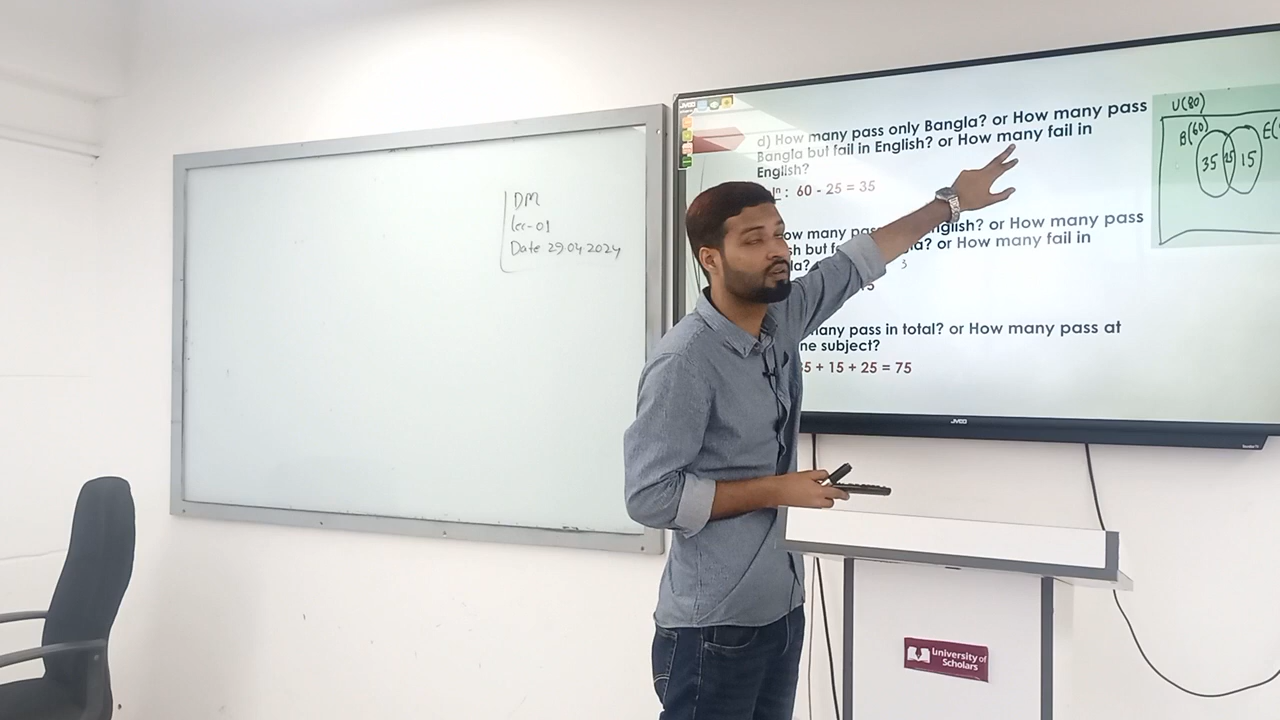 DM
lec-01
Date 29.04.2024
d) How many pass only Bangla? or How many pass
Bangla but fail in English? or How many fail in
English?
: 60 - 25 = 35
or How many pass
or How many fail in
many pass in total? or How many pass at
subject?
+ 15 + 25 = 75
U(80)
B(60)
35
25
15
JVCO
University of
Scholars